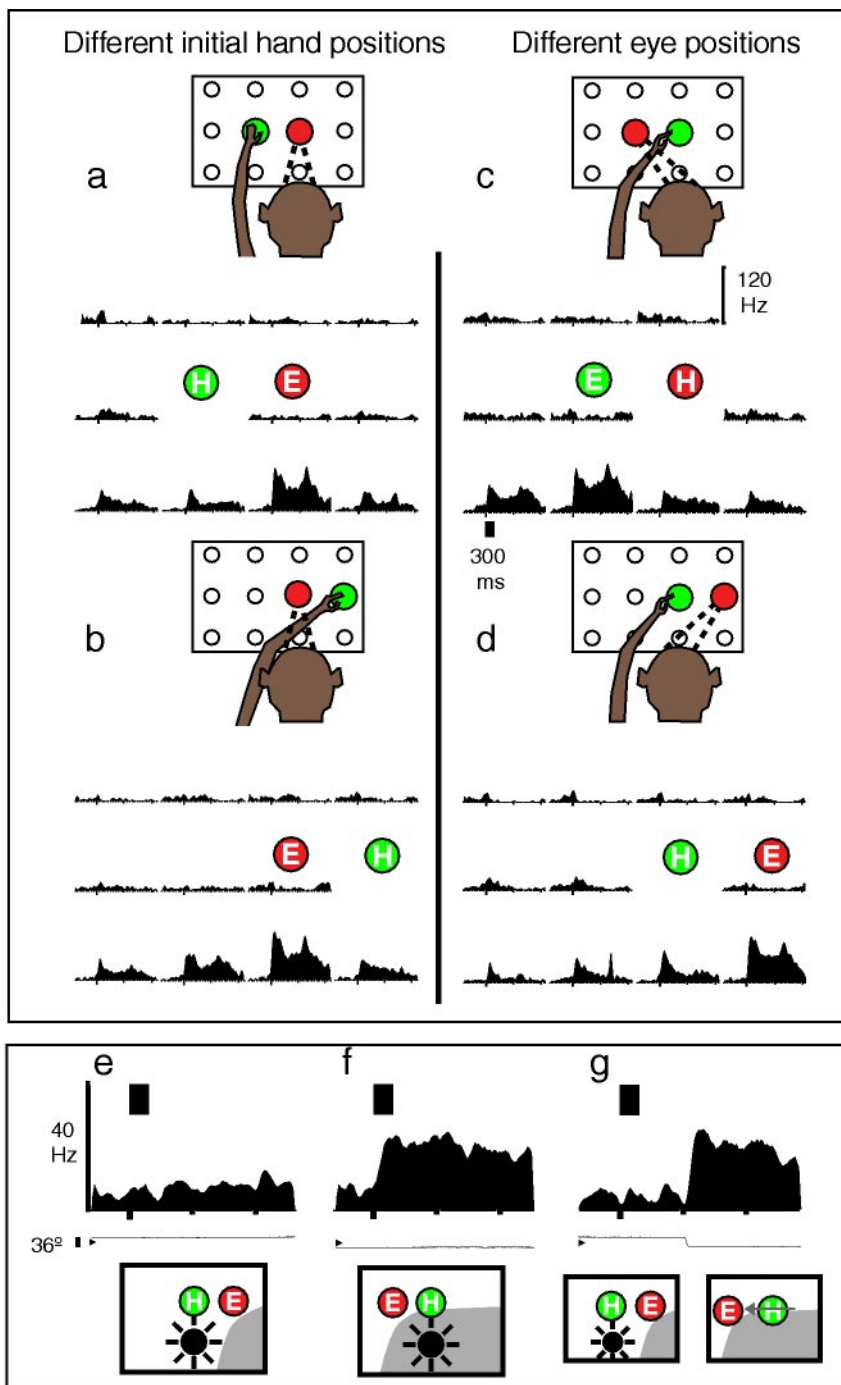 Different initial hand positions
Different eye positions
a
c
120
Hz
H
E
E
H
300
ms
b
d
E
H
H
E
e
f
g
40
Hz
36º
H
E
E
H
H
E
E
H